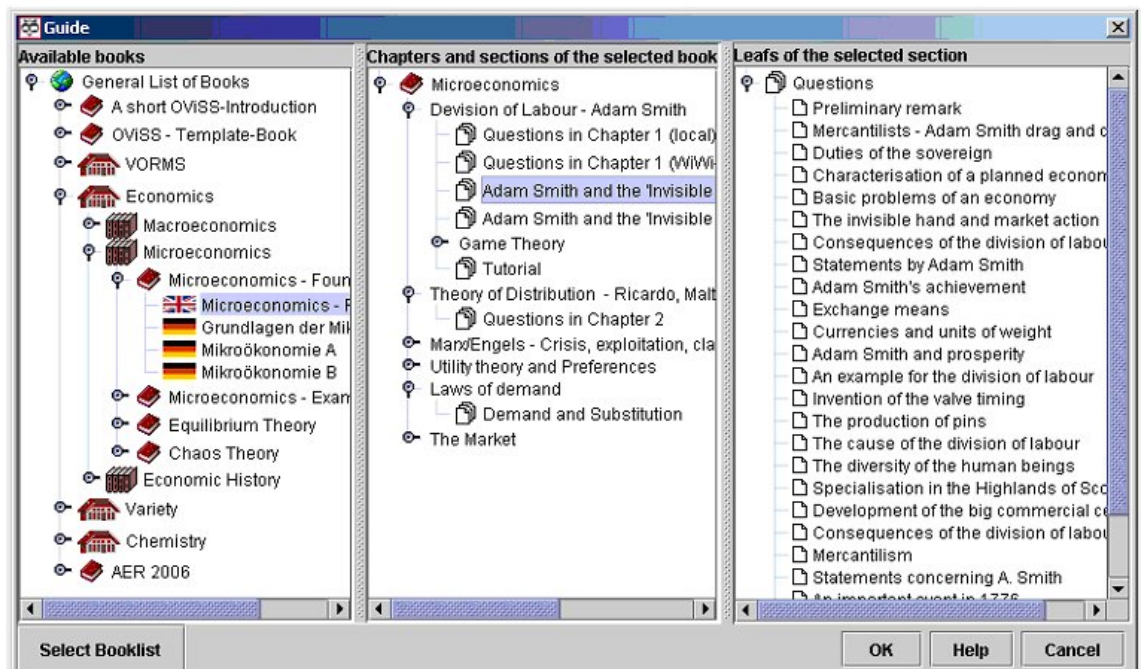 Guide
Available books
General List of Books
A short OViSS-Introduction
OViSS - Template-Book
VORMS
Economics
Macroeconomics
Microeconomics
Microeconomics - Foun
Microeconomics - F
Grundlagen der Mik
Mikroökonomie A
Mikroökonomie B
Microeconomics - Exam
Equilibrium Theory
Chaos Theory
Economic History
Variety
Chemistry
AER 2006
Select Booklist
Chapters and sections of the selected book
Microeconomics
Devision of Labour - Adam Smith
Questions in Chapter 1 (local)
Questions in Chapter 1 (WiWi-
Adam Smith and the 'Invisible
Adam Smith and the 'Invisible
Game Theory
Tutorial
Theory of Distribution - Ricardo, Malt
Questions in Chapter 2
Marx/Engels - Crisis, exploitation, cla
Utility theory and Preferences
Laws of demand
Demand and Substitution
The Market
Leafs of the selected section
Questions
Preliminary remark
Mercantilists - Adam Smith drag and d
Duties of the sovereign
Characterisation of a planned econom
Basic problems of an economy
The invisible hand and market action
Consequences of the division of labou
Statements by Adam Smith
Adam Smith's achievement
Exchange means
Currencies and units of weight
Adam Smith and prosperity
An example for the division of labour
Invention of the valve timing
The production of pins
The cause of the division of labour
The diversity of the human beings
Specialisation in the Highlands of Sco
Development of the big commercial ce
Consequences of the division of labou
Mercantilism
Statements concerning A. Smith
An important event in 1776
OK
Help
Cancel